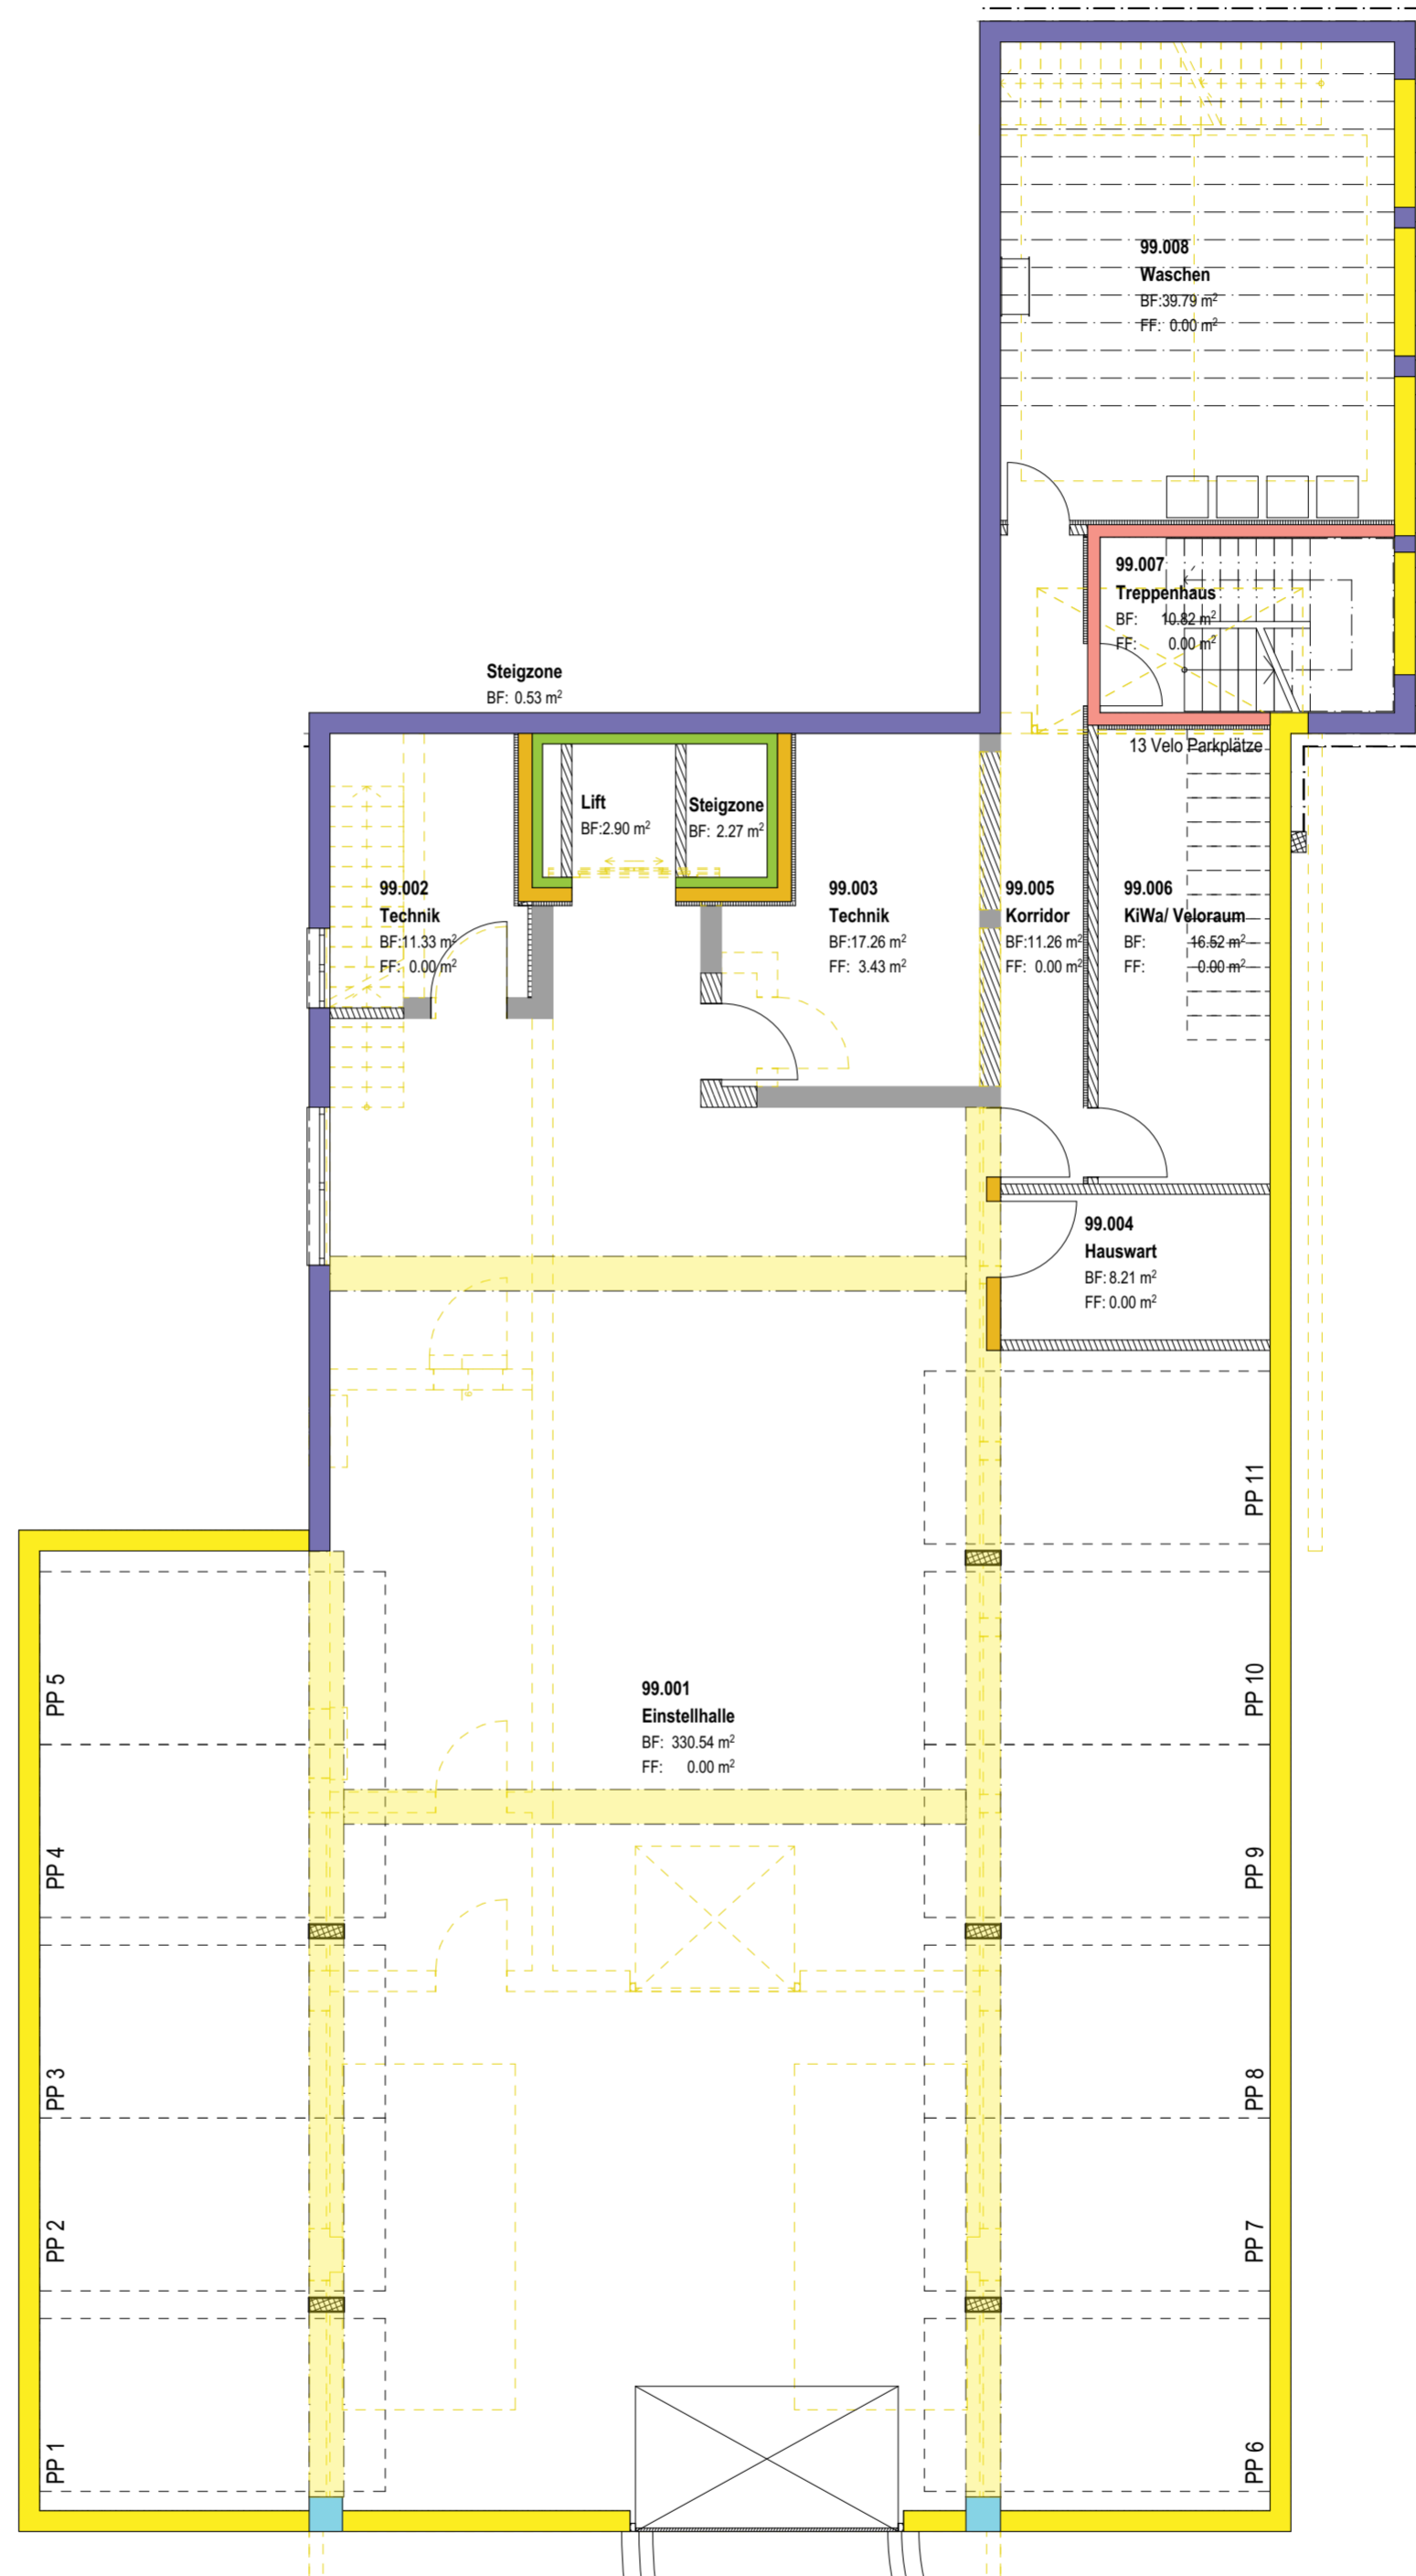 99.008
Waschen
BF:39.79 m²
FF: 0.00 m²
99.007
Treppenhaus
BF: 10.82 m²
FF: 0.00 m²
Steigzone
BF: 0.53 m²
13 Velo Parkplätze
Lift
BF:2.90 m²
Steigzone
BF: 2.27 m²
99.002
Technik
BF:11.33 m²
FF: 0.00 m²
99.003
Technik
BF:17.26 m²
FF: 3.43 m²
99.005
Korridor
BF:11.26 m²
FF: 0.00 m²
99.006
KiWa/ Veloraum
BF: 16.52 m²
FF: 0.00 m²
99.004
Hauswart
BF: 8.21 m²
FF: 0.00 m²
PP 11
PP 5
99.001
Einstellhalle
BF: 330.54 m²
FF: 0.00 m²
PP 10
PP 4
PP 9
PP 3
PP 8
PP 2
PP 7
PP 1
PP 6